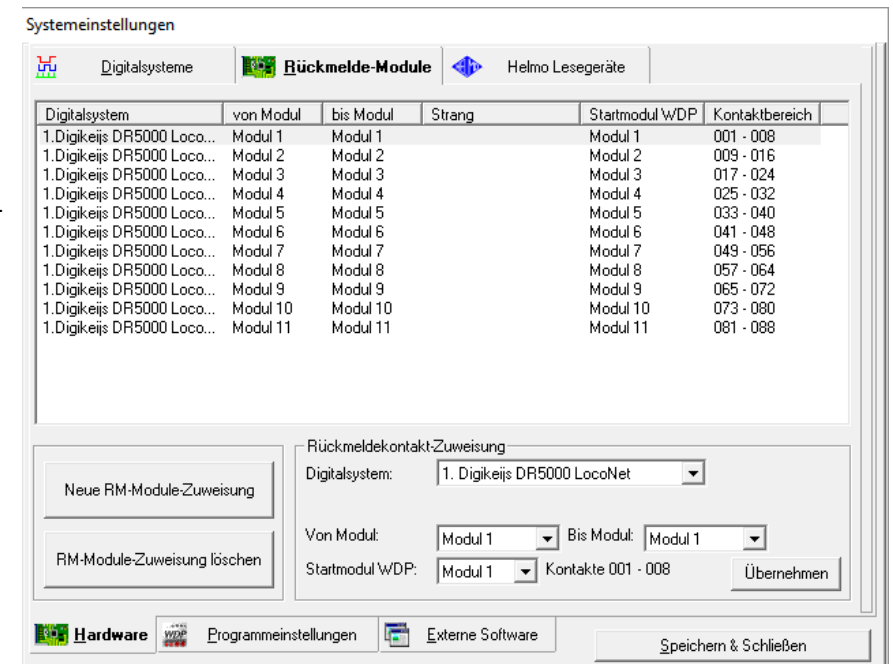 Systemeinstellungen
Digitalsysteme Rückmelde-Module Helmo Lesegeräte
Digitalsystem von Modul bis Modul Strang Startmodul WDP Kontaktbereich
1.Digikeijs DR5000 Loco... Modul 1 Modul 1 Modul 1 001 - 008
1.Digikeijs DR5000 Loco... Modul 2 Modul 2 Modul 2 009 - 016
1.Digikeijs DR5000 Loco... Modul 3 Modul 3 Modul 3 017 - 024
1.Digikeijs DR5000 Loco... Modul 4 Modul 4 Modul 4 025 - 032
1.Digikeijs DR5000 Loco... Modul 5 Modul 5 Modul 5 033 - 040
1.Digikeijs DR5000 Loco... Modul 6 Modul 6 Modul 6 041 - 048
1.Digikeijs DR5000 Loco... Modul 7 Modul 7 Modul 7 049 - 056
1.Digikeijs DR5000 Loco... Modul 8 Modul 8 Modul 8 057 - 064
1.Digikeijs DR5000 Loco... Modul 9 Modul 9 Modul 9 065 - 072
1.Digikeijs DR5000 Loco... Modul 10 Modul 10 Modul 10 073 - 080
1.Digikeijs DR5000 Loco... Modul 11 Modul 11 Modul 11 081 - 088
Neue RM-Module-Zuweisung
RM-Module-Zuweisung löschen
Rückmeldekontakt-Zuweisung
Digitalsystem: 1. Digikeijs DR5000 LocoNet
Von Modul: Modul 1 Bis Modul: Modul 1
Startmodul WDP: Modul 1 Kontakte 001 - 008 Übernehmen
Hardware WDP Programmeinstellungen Externe Software
Speichern & Schließen